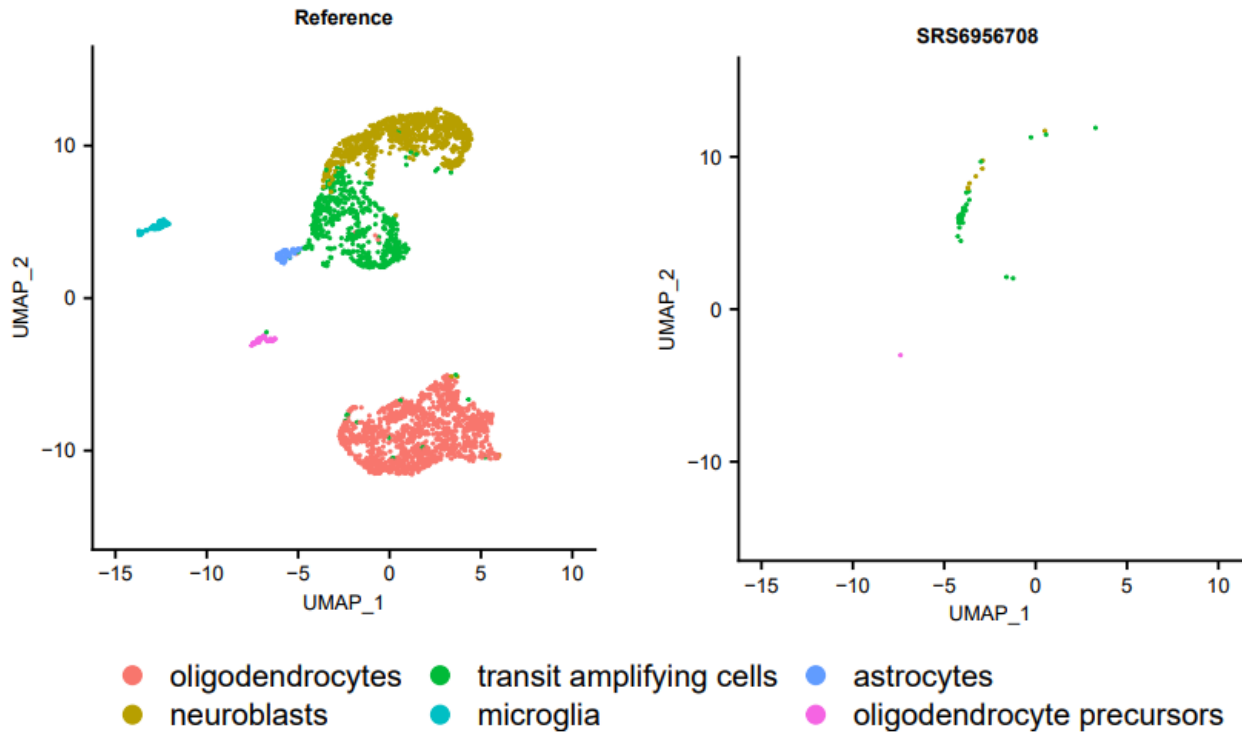 Reference
SRS6956708
10
0
−10
UMAP_2
−15
−10
−5
0
5
10
UMAP_1
10
0
−10
UMAP_2
−15
−10
−5
0
5
10
UMAP_1
oligodendrocytes
transit amplifying cells
astrocytes
neuroblasts
microglia
oligodendrocyte precursors